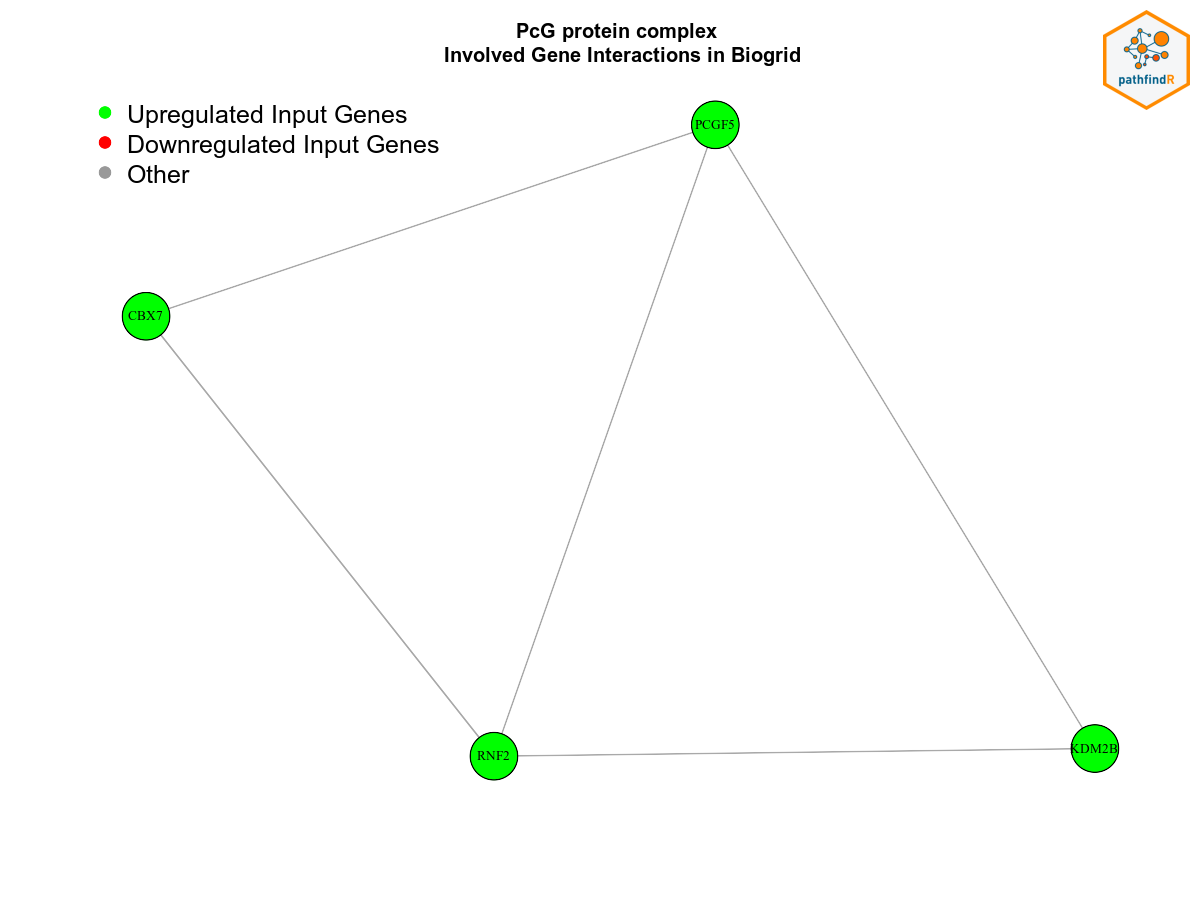 PcG protein complex
Involved Gene Interactions in Biogrid
pathfindR
Upregulated Input Genes
Downregulated Input Genes
Other
PCGF5
CBX7
RNF2
KDM2B